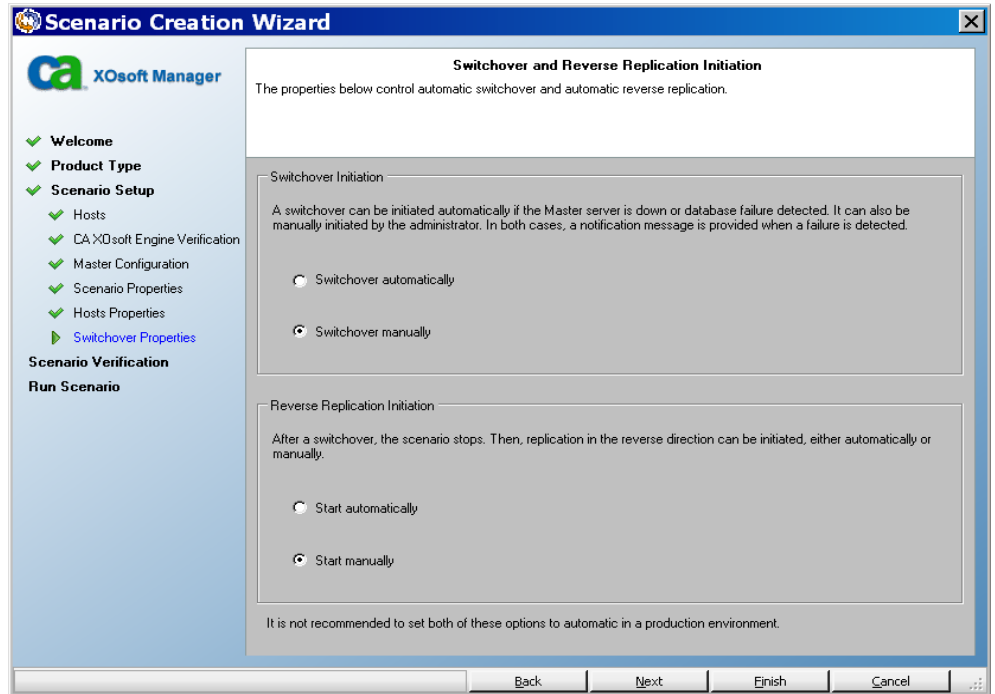 Scenario Creation Wizard
ca XOsoft Manager
Welcome
Product Type
Scenario Setup
Hosts
CA XOsoft Engine Verification
Master Configuration
Scenario Properties
Hosts Properties
Switchover Properties
Scenario Verification
Run Scenario
Switchover and Reverse Replication Initiation
The properties below control automatic switchover and automatic reverse replication.
Switchover Initiation
A switchover can be initiated automatically if the Master server is down or database failure detected. It can also be
manually initiated by the administrator. In both cases, a notification message is provided when a failure is detected.
Switchover automatically
Switchover manually
Reverse Replication Initiation
After a switchover, the scenario stops. Then, replication in the reverse direction can be initiated, either automatically or
manually.
Start automatically
Start manually
It is not recommended to set both of these options to automatic in a production environment.
Back Next Finish Cancel